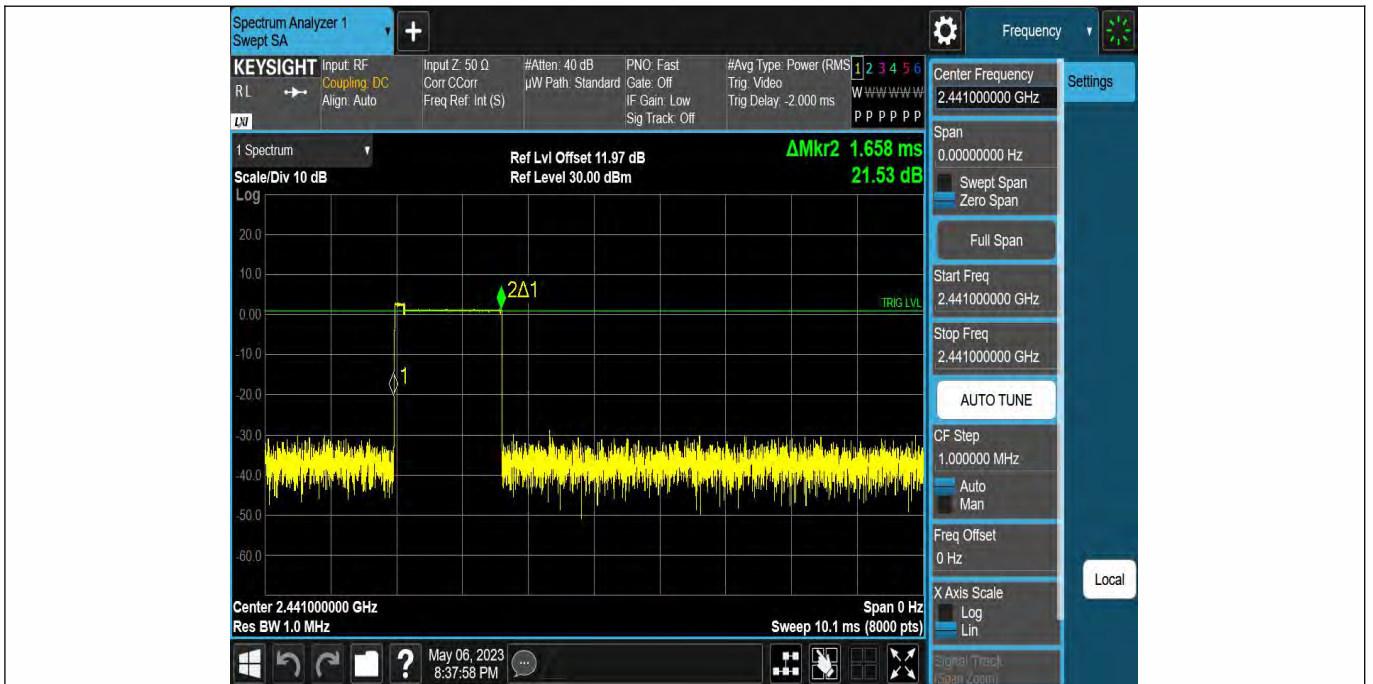 Spectrum Analyzer 1
Swept SA
+
Frequency
KEYSIGHT
RL
LXI
Input: RF
Coupling: DC
Align: Auto
Input Z: 50 Ω
Corr CCorr
Freq Ref: Int (S)
#Atten: 40 dB
µW Path: Standard
PNO: Fast
Gate: Off
IF Gain: Low
Sig Track: Off
#Avg Type: Power (RMS
Trig: Video
Trig Delay: -2.000 ms
1 2 3 4 5 6
W W W W W W
P P P P P P
1 Spectrum
Scale/Div 10 dB
Log
Ref Lvl Offset 11.97 dB
Ref Level 30.00 dBm
ΔMkr2 1.658 ms
21.53 dB
20.0
10.0
0.00
-10.0
-20.0
-30.0
-40.0
-50.0
-60.0
2Δ1
1
TRIG LVL
Center 2.441000000 GHz
Res BW 1.0 MHz
Span 0 Hz
Sweep 10.1 ms (8000 pts)
Center Frequency
2.441000000 GHz
Settings
Span
0.00000000 Hz
Swept Span
Zero Span
Full Span
Start Freq
2.441000000 GHz
Stop Freq
2.441000000 GHz
AUTO TUNE
CF Step
1.000000 MHz
Auto
Man
Freq Offset
0 Hz
X Axis Scale
Log
Lin
Local
Signal Track
(Span Zoom)
?
May 06, 2023
8:37:58 PM